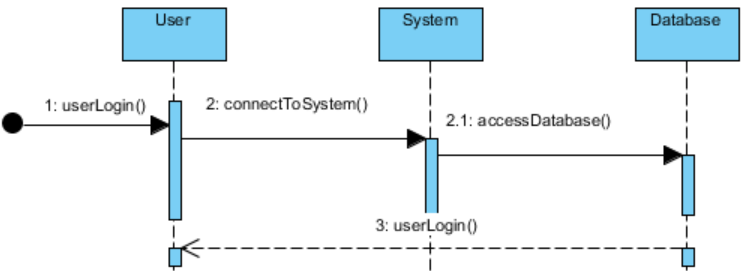 User
System
Database
1: userLogin()
2: connectToSystem()
2.1: accessDatabase()
3: userLogin()